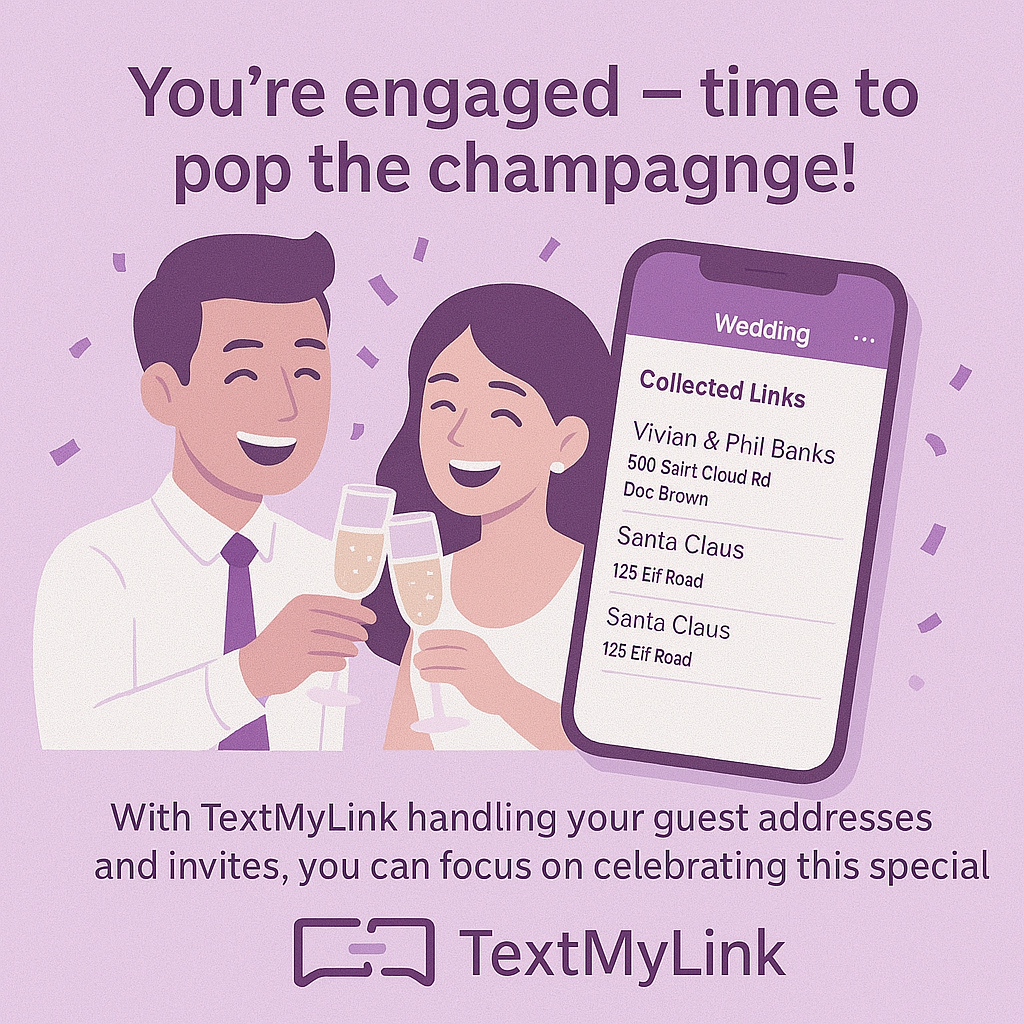 You’re engaged – time to
pop the champagnge!
Wedding ...
Collected Links
Vivian & Phil Banks
500 Sairt Cloud Rd
Doc Brown
Santa Claus
125 Eif Road
Santa Claus
125 Eif Road
With TextMyLink handling your guest addresses
and invites, you can focus on celebrating this special
TextMyLink